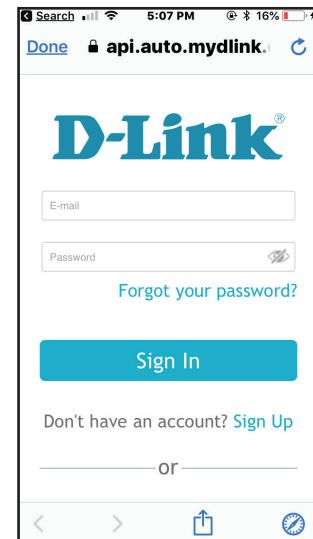 Search 5:07 PM 16%
Done api.auto.mydlink.
D-Link®
E-mail
Password
Forgot your password?
Sign In
Don't have an account? Sign Up
or